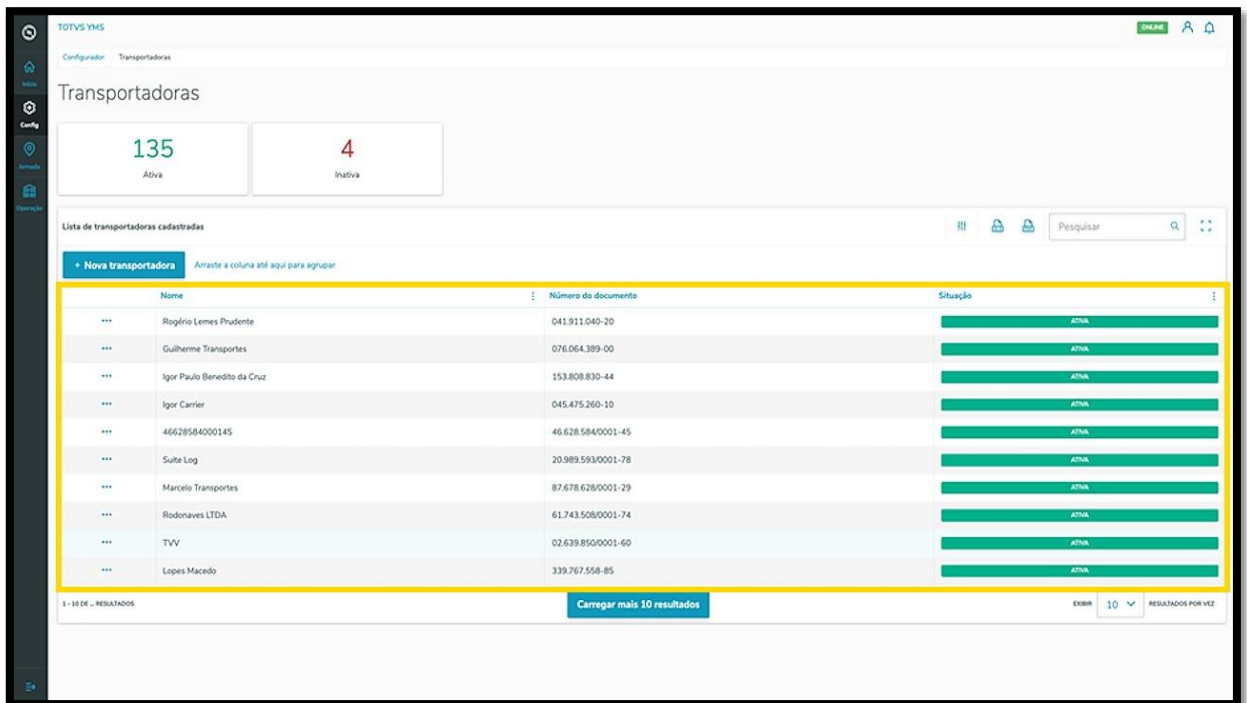 TOTVS YMS
ONLINE
Início
Config
Jornada
Operação
Configurador Transportadoras
Transportadoras
135
Ativa
4
Inativa
Lista de transportadoras cadastradas
Pesquisar
+ Nova transportadora Arraste a coluna até aqui para agrupar
Nome Número do documento Situação
Rogério Lemes Prudente 041.911.040-20 ATIVA
Guilherme Transportes 076.064.389-00 ATIVA
Igor Paulo Benedito da Cruz 153.808.830-44 ATIVA
Igor Carrier 045.475.260-10 ATIVA
46628584000145 46.628.584/0001-45 ATIVA
Suite Log 20.989.593/0001-78 ATIVA
Marcelo Transportes 87.678.628/0001-29 ATIVA
Rodonaves LTDA 61.743.508/0001-74 ATIVA
TVV 02.639.850/0001-60 ATIVA
Lopes Macedo 339.767.558-85 ATIVA
1 - 10 DE ... RESULTADOS Carregar mais 10 resultados EXIBIR 10 RESULTADOS POR VEZ